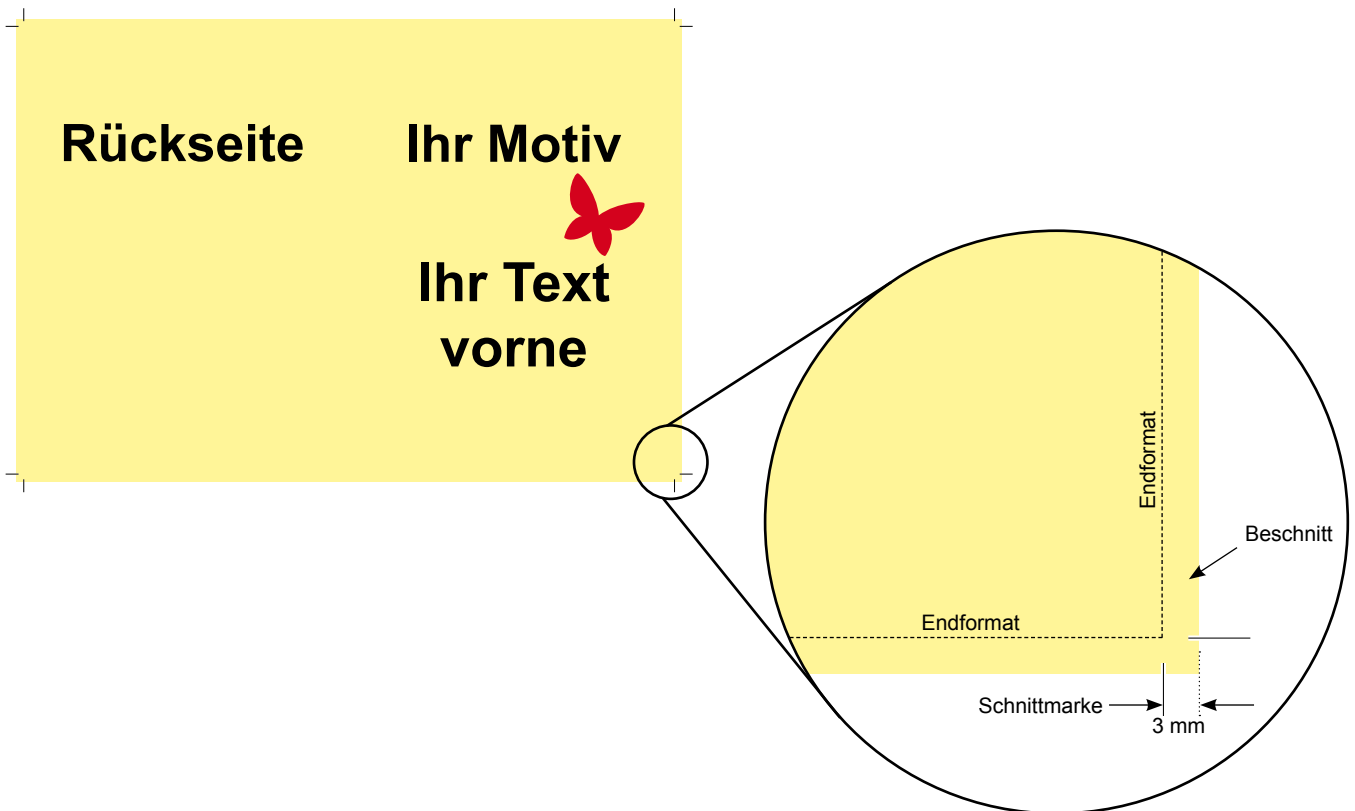 Rückseite
Ihr Motiv
Ihr Text
vorne
Endformat
Beschnitt
Endformat
Schnittmarke
3 mm